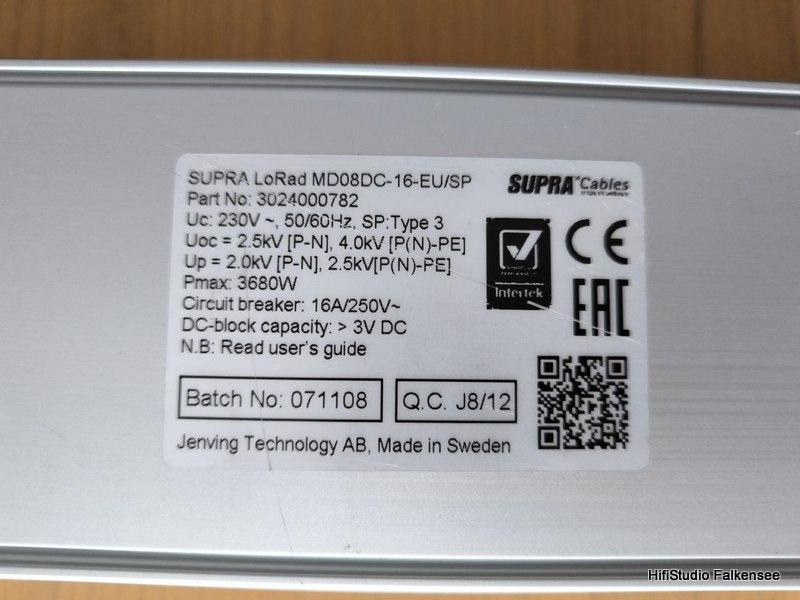 SUPRA LoRad MD08DC-16-EU/SP
SUPRA Cables
Part No: 3024000782
Uc: 230V ~, 50/60Hz, SP:Type 3
Uoc = 2.5kV [P-N], 4.0kV [P(N)-PE]
Up = 2.0kV [P-N], 2.5kV[P(N)-PE]
Pmax: 3680W
Circuit breaker: 16A/250V~
DC-block capacity: > 3V DC
N.B: Read user's guide
Intertek
CE
EAC
Batch No: 071108
Q.C. J8/12
Jenving Technology AB, Made in Sweden
HifiStudio Falkensee